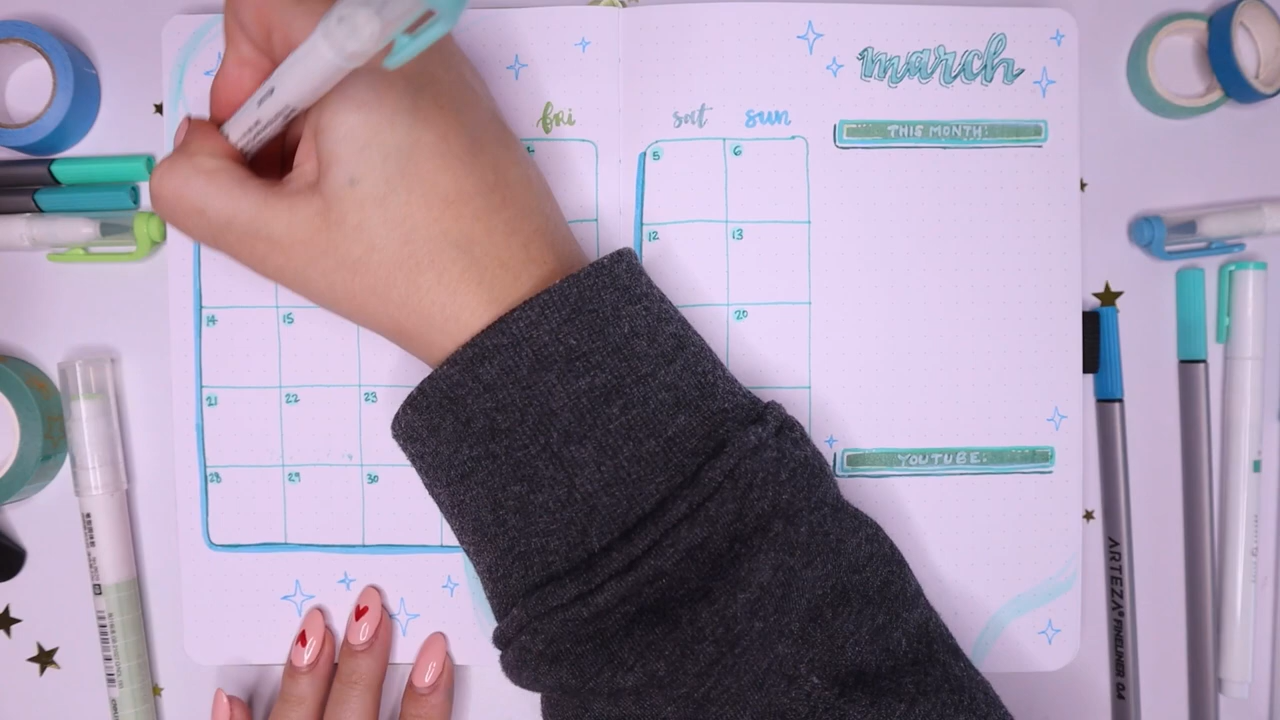 march
fri
sat sun
THIS MONTH:
5 6
12 13
14 15
20
21 22 23
YOUTUBE:
28 29 30
ARTEZA® FINELINER 04